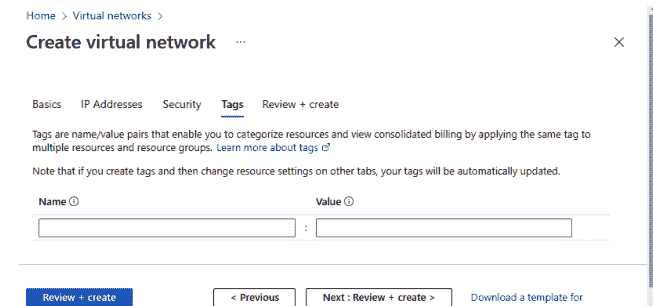 Home > Virtual networks >
Create virtual network ...
Basics IP Addresses Security Tags Review + create
Tags are name/value pairs that enable you to categorize resources and view consolidated billing by applying the same tag to
multiple resources and resource groups. Learn more about tags
Note that if you create tags and then change resource settings on other tabs, your tags will be automatically updated.
Name Value
:
Review + create < Previous Next : Review + create > Download a template for